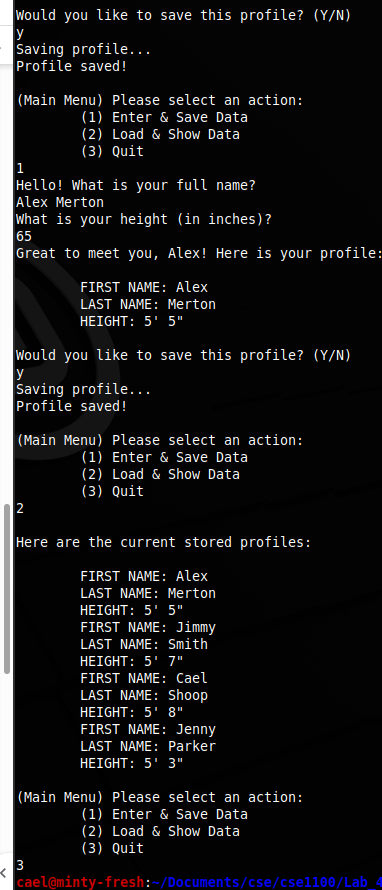 Would you like to save this profile? (Y/N)
y
Saving profile...
Profile saved!

(Main Menu) Please select an action:
        (1) Enter & Save Data
        (2) Load & Show Data
        (3) Quit
1
Hello! What is your full name?
Alex Merton
What is your height (in inches)?
65
Great to meet you, Alex! Here is your profile:

        FIRST NAME: Alex
        LAST NAME: Merton
        HEIGHT: 5' 5"

Would you like to save this profile? (Y/N)
y
Saving profile...
Profile saved!

(Main Menu) Please select an action:
        (1) Enter & Save Data
        (2) Load & Show Data
        (3) Quit
2

Here are the current stored profiles:

        FIRST NAME: Alex
        LAST NAME: Merton
        HEIGHT: 5' 5"
        FIRST NAME: Jimmy
        LAST NAME: Smith
        HEIGHT: 5' 7"
        FIRST NAME: Cael
        LAST NAME: Shoop
        HEIGHT: 5' 8"
        FIRST NAME: Jenny
        LAST NAME: Parker
        HEIGHT: 5' 3"

(Main Menu) Please select an action:
        (1) Enter & Save Data
        (2) Load & Show Data
        (3) Quit
3
cael@minty-fresh:~/Documents/cse/cse1100/Lab